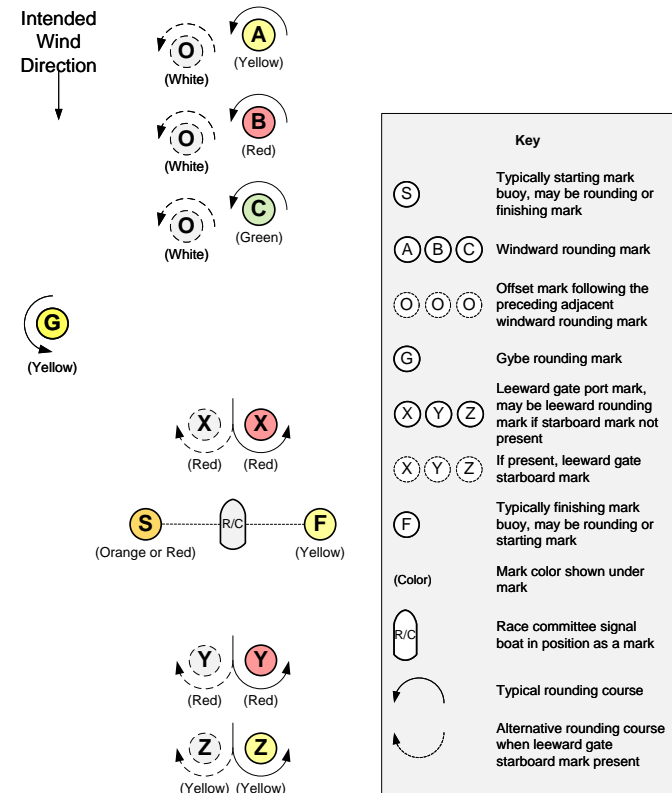 Intended
Wind
Direction
O
(White)
A
(Yellow)
O
(White)
B
(Red)
O
(White)
C
(Green)
G
(Yellow)
X
(Red)
X
(Red)
S
(Orange or Red)
R/C
F
(Yellow)
Y
(Red)
Y
(Red)
Z
(Yellow)
Z
(Yellow)
Key
S
Typically starting mark
buoy, may be rounding or
finishing mark
A B C
Windward rounding mark
O O O
Offset mark following the
preceding adjacent
windward rounding mark
G
Gybe rounding mark
X Y Z
Leeward gate port mark,
may be leeward rounding
mark if starboard mark not
present
X Y Z
If present, leeward gate
starboard mark
F
Typically finishing mark
buoy, may be rounding or
starting mark
(Color)
Mark color shown under
mark
R/C
Race committee signal
boat in position as a mark
Typical rounding course
Alternative rounding course
when leeward gate
starboard mark present